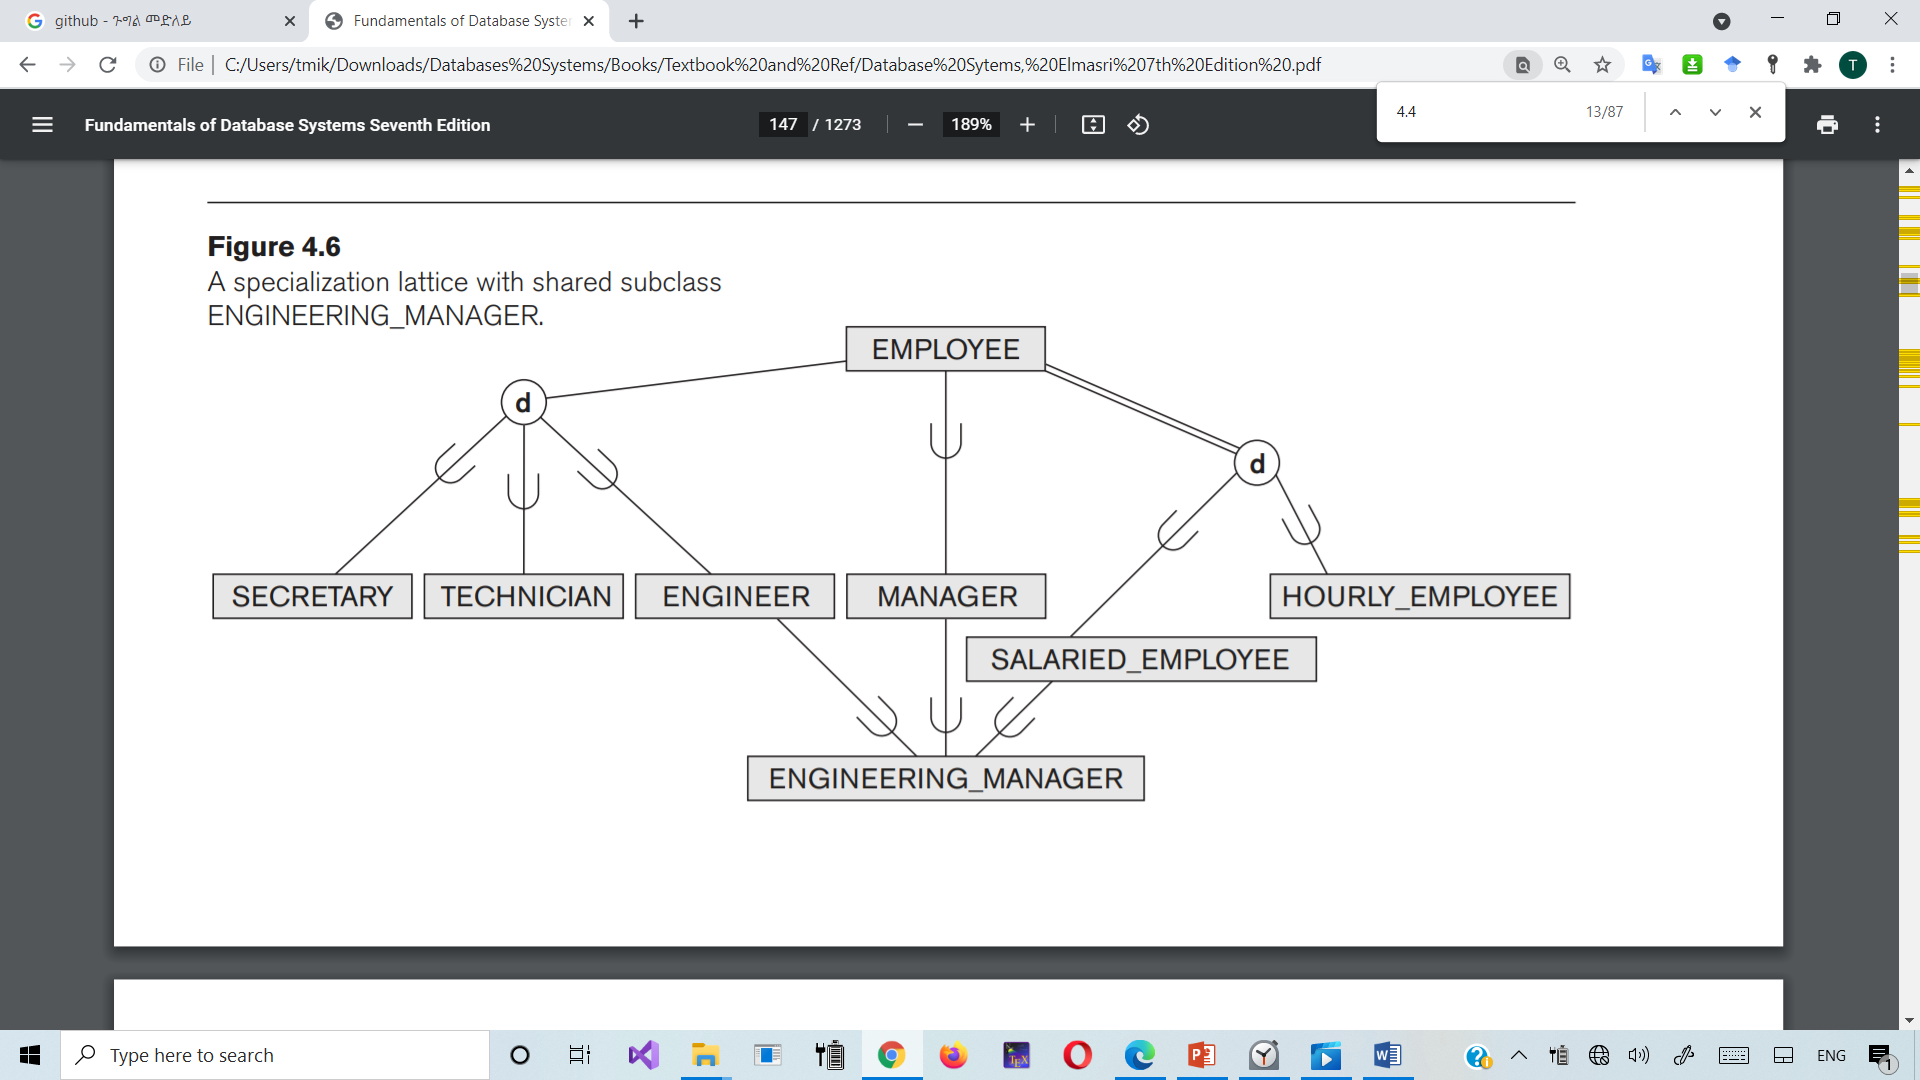 github - ጉግል መድለይ
Fundamentals of Database Syste
File
C:/Users/tmik/Downloads/Databases%20Systems/Books/Textbook%20and%20Ref/Database%20Sytems,%20Elmasri%207th%20Edition%20.pdf
T
4.4
13/87
Fundamentals of Database Systems Seventh Edition
147 / 1273
189%
Figure 4.6
A specialization lattice with shared subclass
ENGINEERING_MANAGER.
EMPLOYEE
d
d
SECRETARY
TECHNICIAN
ENGINEER
MANAGER
HOURLY_EMPLOYEE
SALARIED_EMPLOYEE
ENGINEERING_MANAGER
Type here to search
ENG
1